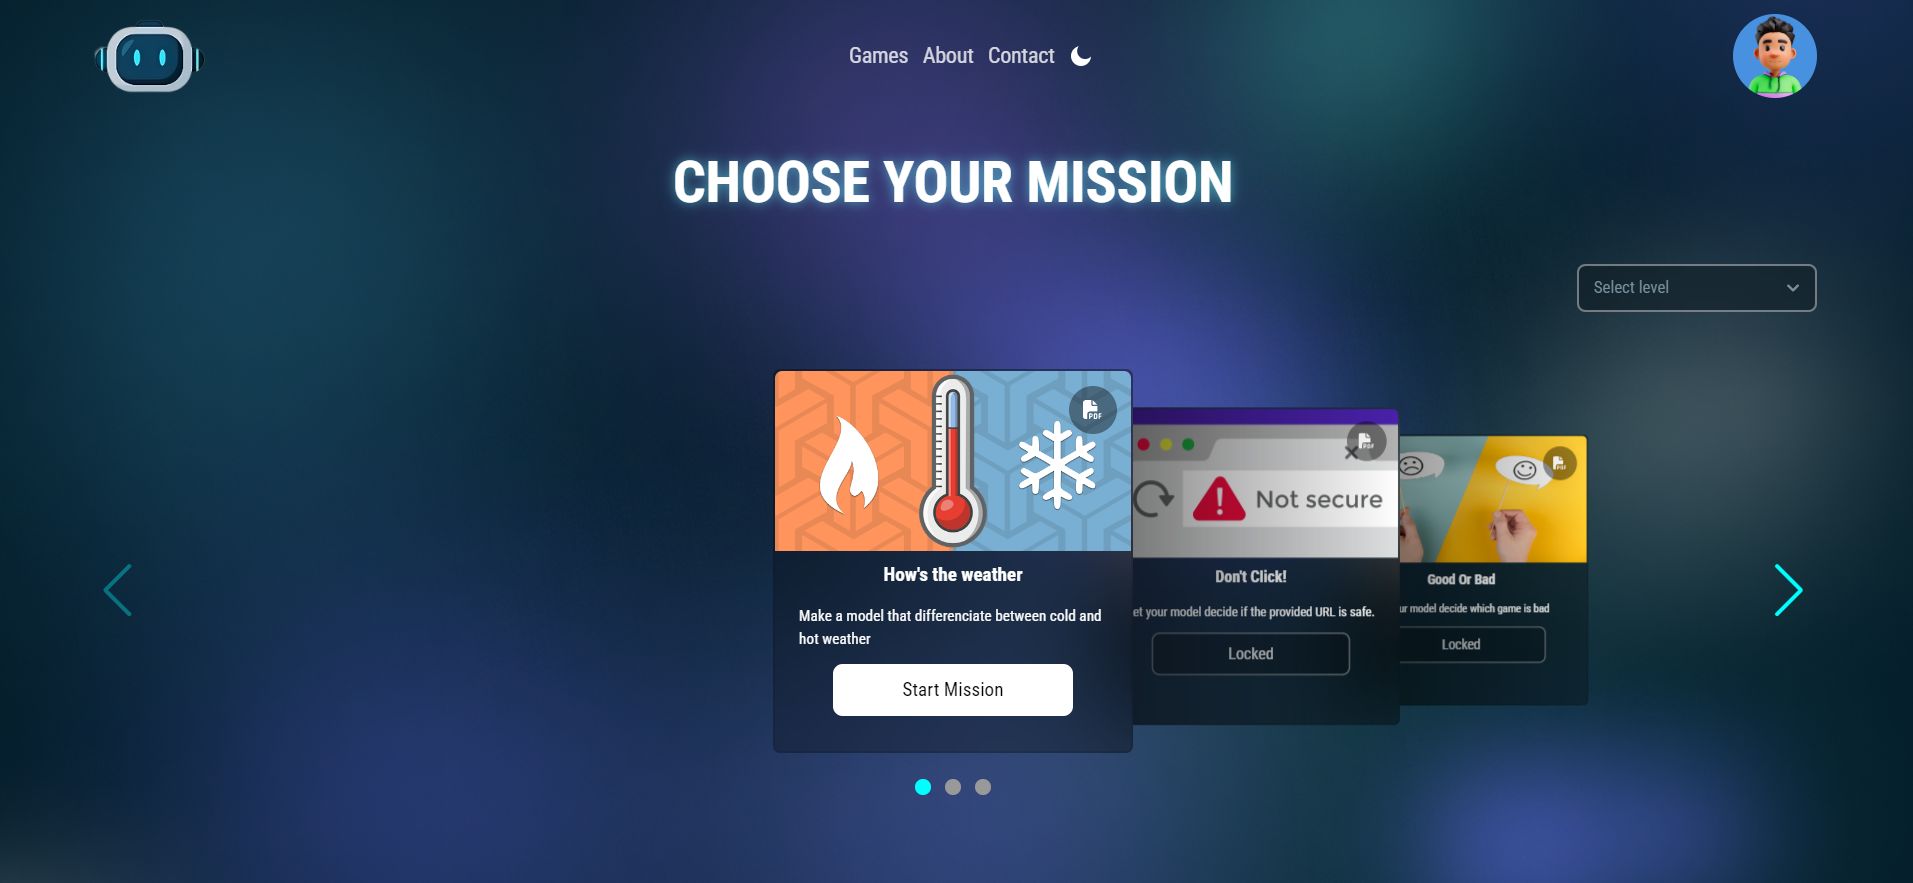 Games About Contact
CHOOSE YOUR MISSION
Select level
PDF
How's the weather
Make a model that differenciate between cold and
hot weather
Start Mission
PDF
Not secure
Don't Click!
et your model decide if the provided URL is safe.
Locked
PDF
Good Or Bad
ur model decide which game is bad
Locked